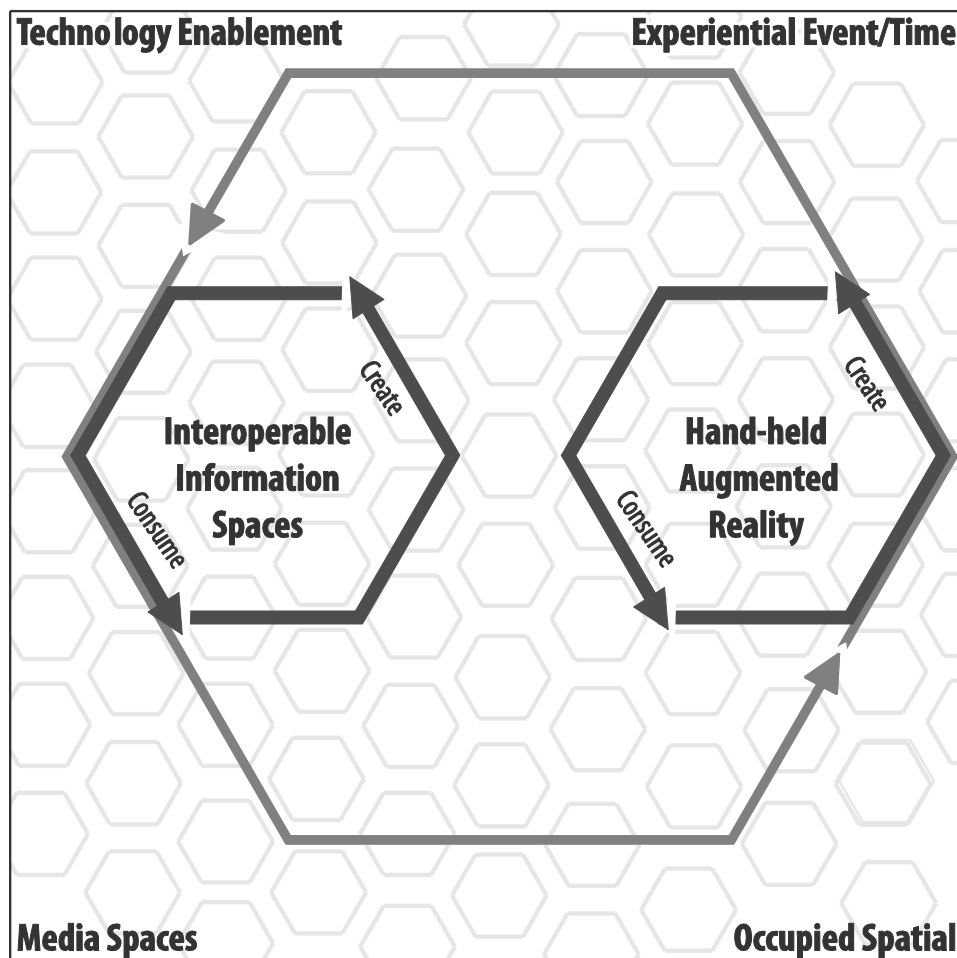 Technology Enablement
Experiential Event/Time
Create
Create
Interoperable
Information
Spaces
Hand-held
Augmented
Reality
Consume
Consume
Media Spaces
Occupied Spatial